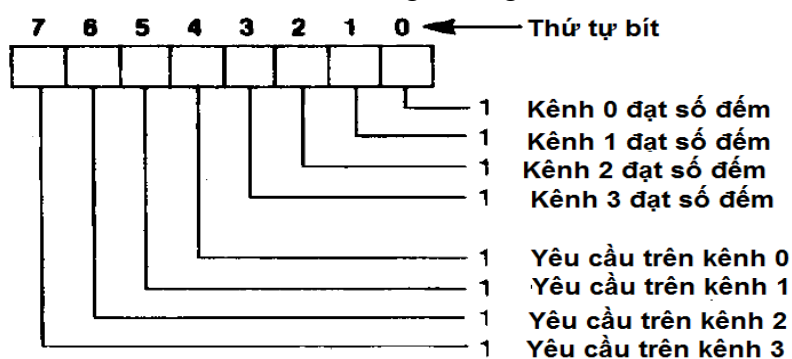 7 6 5 4 3 2 1 0 Thứ tự bít
1 Kênh 0 đạt số đếm
1 Kênh 1 đạt số đếm
1 Kênh 2 đạt số đếm
1 Kênh 3 đạt số đếm
1 Yêu cầu trên kênh 0
1 Yêu cầu trên kênh 1
1 Yêu cầu trên kênh 2
1 Yêu cầu trên kênh 3